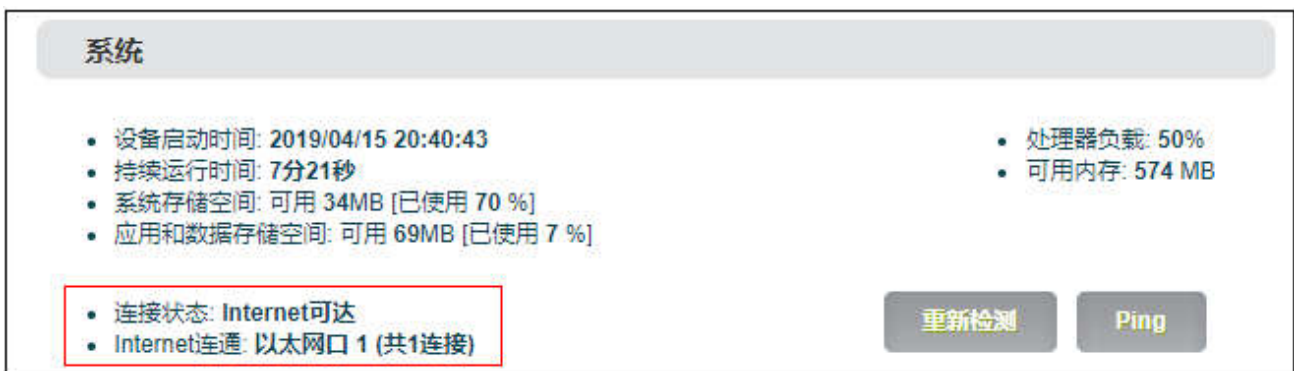 系统
设备启动时间: 2019/04/15 20:40:43
持续运行时间: 7分21秒
系统存储空间: 可用 34MB [已使用 70 %]
应用和数据存储空间: 可用 69MB [已使用 7 %]
处理器负载: 50%
可用内存: 574 MB
连接状态: Internet可达
Internet连通: 以太网口 1 (共1连接)
重新检测
Ping